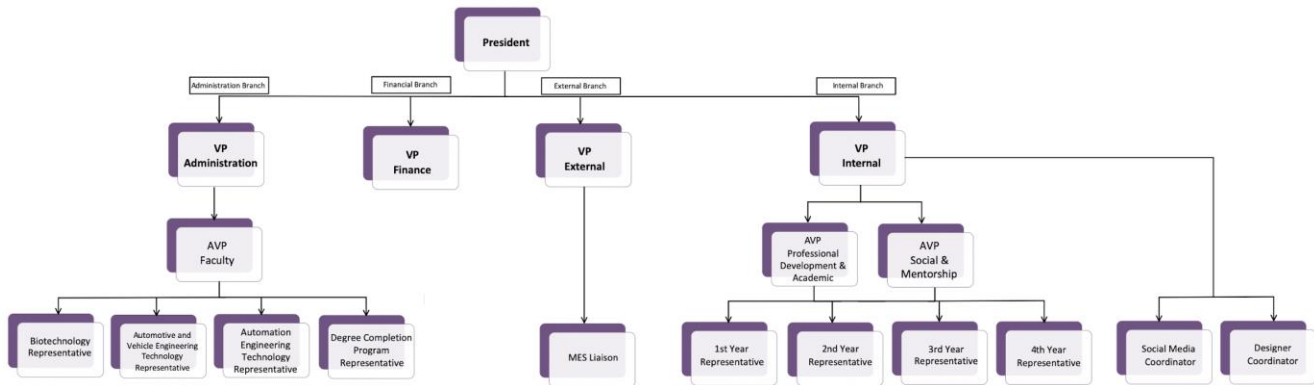 President
Administration Branch
Financial Branch
External Branch
Internal Branch
VP
Administration
VP
Finance
VP
External
VP
Internal
AVP
Faculty
AVP
Professional
Development &
Academic
AVP
Social &
Mentorship
Biotechnology
Representative
Automotive and
Vehicle Engineering
Technology
Representative
Automation
Engineering
Technology
Representative
Degree Completion
Program
Representative
MES Liaison
1st Year
Representative
2nd Year
Representative
3rd Year
Representative
4th Year
Representative
Social Media
Coordinator
Designer
Coordinator